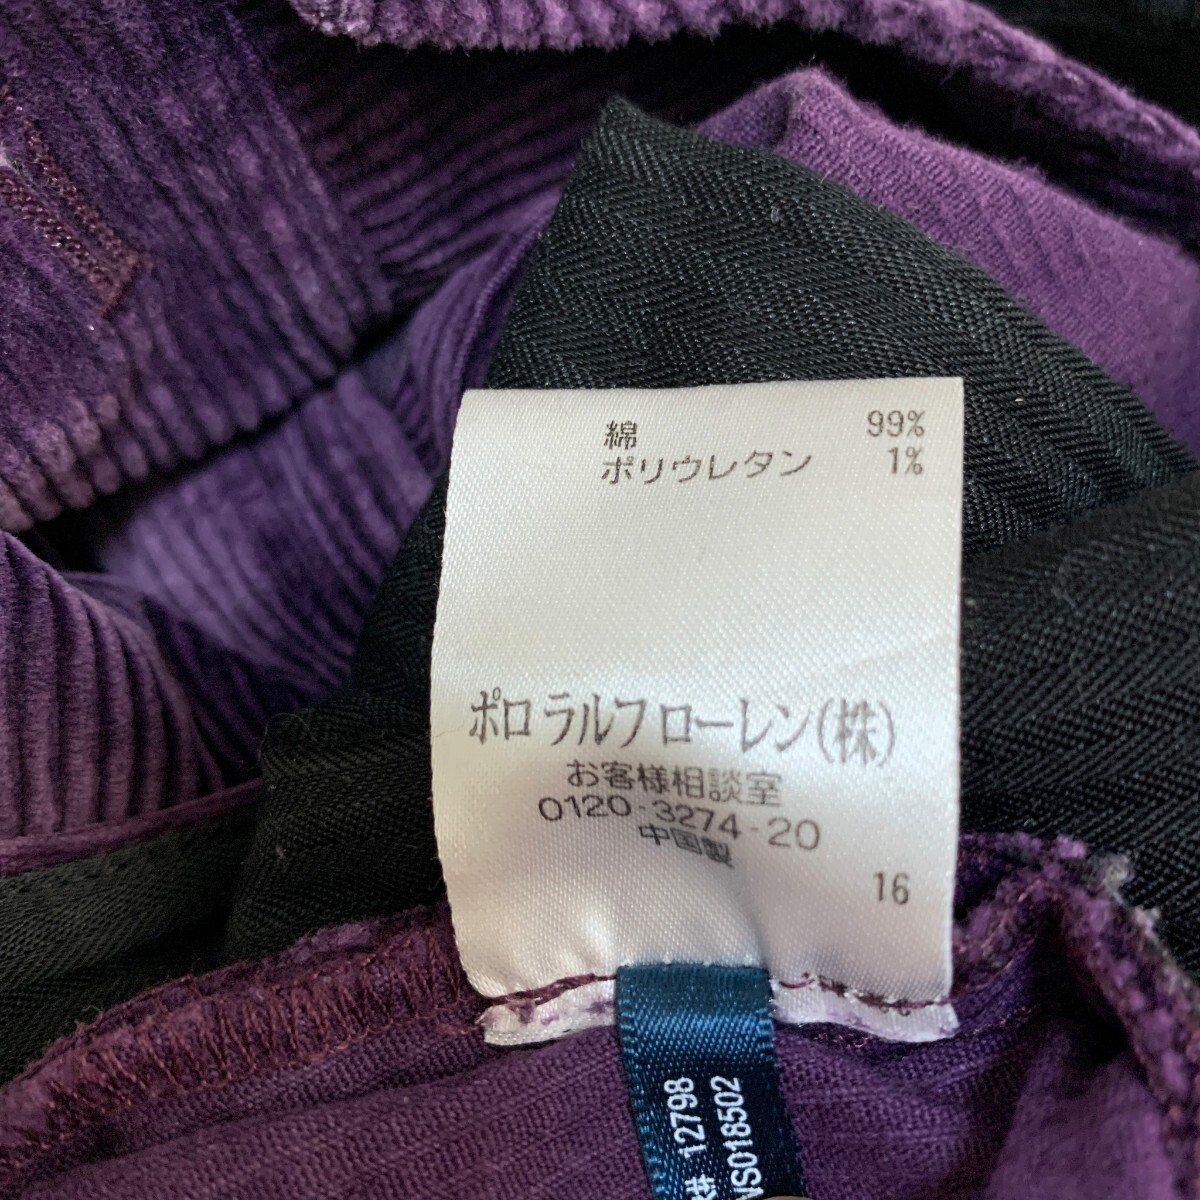 綿 99%
ポリウレタン 1%
ポロ ラルフ ローレン(株)
お客様相談室
0120-3274-20
中国製
16
12798
018502